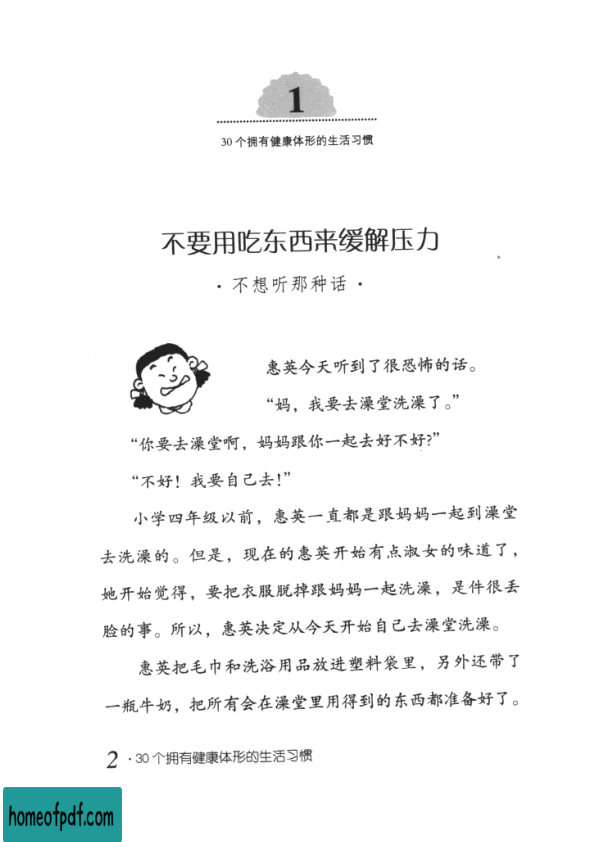 1
30个拥有健康体形的生活习惯
不要用吃东西来缓解压力
·不想听那种话·
惠英今天听到了很恐怖的话。
“妈，我要去澡堂洗澡了。”
“你要去澡堂啊，妈妈跟你一起去好不好?”
“不好！我要自己去!”
小学四年级以前，惠英一直都是跟妈妈一起到澡堂
去洗澡的。但是，现在的惠英开始有点淑女的味道了，
她开始觉得，要把衣服脱掉跟妈妈一起洗澡，是件很丢
脸的事。所以，惠英决定从今天开始自己去澡堂洗澡。
惠英把毛巾和洗浴用品放进塑料袋里，另外还带了
一瓶牛奶，把所有会在澡堂里用得到的东西都准备好了。
2 ·30个拥有健康体形的生活习惯
homeofpdf.com